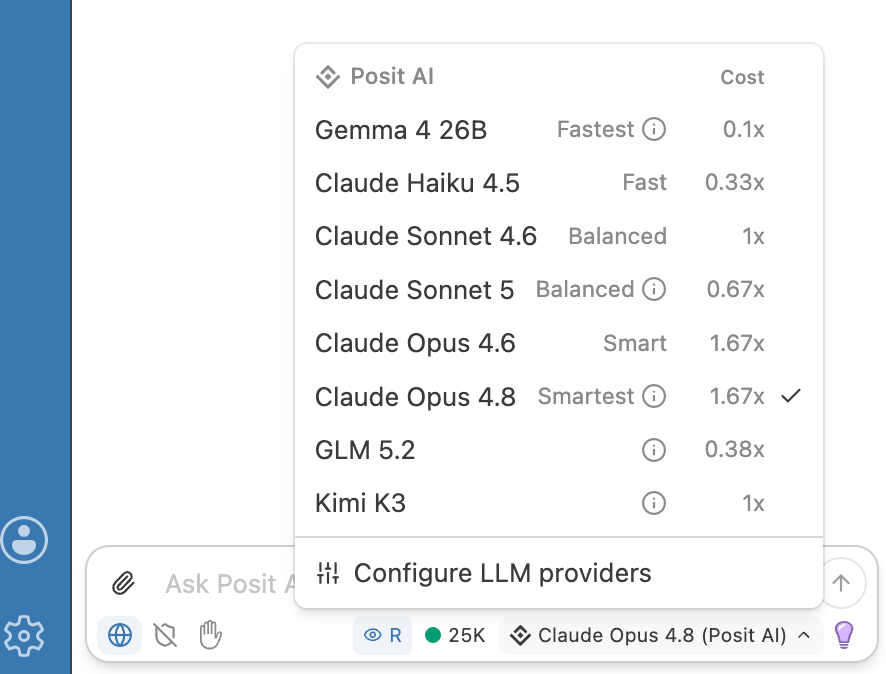 Posit AI Cost
Gemma 4 26B Fastest 0.1x
Claude Haiku 4.5 Fast 0.33x
Claude Sonnet 4.6 Balanced 1x
Claude Sonnet 5 Balanced 0.67x
Claude Opus 4.6 Smart 1.67x
Claude Opus 4.8 Smartest 1.67x
GLM 5.2 0.38x
Kimi K3 1x
Configure LLM providers
Ask Posit A
R 25K Claude Opus 4.8 (Posit AI)